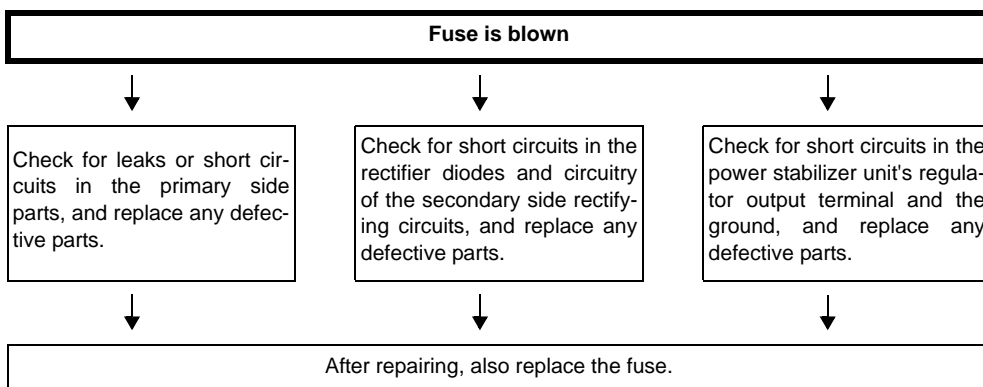 Fuse is blown
Check for leaks or short cir-
cuits in the primary side
parts, and replace any defec-
tive parts.
Check for short circuits in the
rectifier diodes and circuitry
of the secondary side rectify-
ing circuits, and replace any
defective parts.
Check for short circuits in the
power stabilizer unit's regula-
tor output terminal and the
ground, and replace any
defective parts.
After repairing, also replace the fuse.